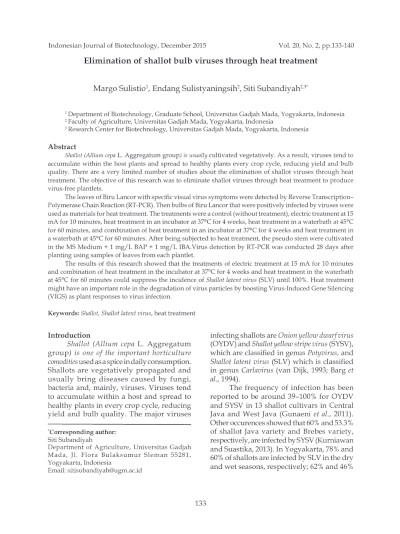 Indonesian Journal of Biotechnology, December 2015
Vol. 20, No. 2, pp.133-140
Elimination of shallot bulb viruses through heat treatment
Margo Sulistio1, Endang Sulistyaningsih2, Siti Subandiyah2,3*
1 Department of Biotechnology, Graduate School, Universitas Gadjah Mada, Yogyakarta, Indonesia
2 Faculty of Agriculture, Universitas Gadjah Mada, Yogyakarta, Indonesia
3 Research Center for Biotechnology, Universitas Gadjah Mada, Yogyakarta, Indonesia
Abstract
Shallot (Allium cepa L. Aggregatum group) is usually cultivated vegetatively. As a result, viruses tend to
accumulate within the host plants and spread to healthy plants every crop cycle, reducing yield and bulb
quality. There are a very limited number of studies about the elimination of shallot viruses through heat
treatment. The objective of this research was to eliminate shallot viruses through heat treatment to produce
virus-free plantlets.
The leaves of Biru Lancor with specific visual virus symptoms were detected by Reverse Transcription–
Polymerase Chain Reaction (RT-PCR). Then bulbs of Biru Lancor that were positively infected by viruses were
used as materials for heat treatment. The treatments were a control (without treatment), electric treatment at 15
mA for 10 minutes, heat treatment in an incubator at 37ºC for 4 weeks, heat treatment in a waterbath at 45ºC
for 60 minutes, and combination of heat treatment in an incubator at 37ºC for 4 weeks and heat treatment in
a waterbath at 45ºC for 60 minutes. After being subjected to heat treatment, the pseudo stem were cultivated
in the MS Medium + 1 mg/L BAP + 1 mg/L IBA.Virus detection by RT-PCR was conducted 28 days after
planting using samples of leaves from each plantlet.
The results of this research showed that the treatments of electric treatment at 15 mA for 10 minutes
and combination of heat treatment in the incubator at 37ºC for 4 weeks and heat treatment in the waterbath
at 45ºC for 60 minutes could suppress the incidence of Shallot latent virus (SLV) until 100%. Heat treatment
might have an important role in the degradation of virus particles by boosting Virus-Induced Gene Silencing
(VIGS) as plant responses to virus infection.
Keywords: Shallot, Shallot latent virus, heat treatment
Introduction
Shallot (Allium cepa L. Aggregatum
group) is one of the important horticulture
comodities used as a spice in daily consumption.
Shallots are vegetatively propagated and
usually bring diseases caused by fungi,
bacteria and, mainly, viruses. Viruses tend
to accumulate within a host and spread to
healthy plants in every crop cycle, reducing
yield and bulb quality. The major viruses
*Corresponding author:
Siti Subandiyah
Department of Agriculture, Universitas Gadjah
Mada, Jl. Flora Bulaksumur Sleman 55281,
Yogyakarta, Indonesia
Email: sitisubandiyah@ugm.ac.id
infecting shallots are Onion yellow dwarf virus
(OYDV) and Shallot yellow stripe virus (SYSV),
which are classified in genus Potyvirus, and
Shallot latent virus (SLV) which is classified
in genus Carlavirus (van Dijk, 1993; Barg et
al., 1994).
The frequency of infection has been
reported to be around 39–100% for OYDV
and SYSV in 13 shallot cultivars in Central
Java and West Java (Gunaeni et al., 2011).
Other occurences showed that 60% and 53.3%
of shallot Java variety and Brebes variety,
respectively, are infected by SYSV (Kurniawan
and Suastika, 2013). In Yogyakarta, 78% and
60% of shallots are infected by SLV in the dry
and wet seasons, respectively; 62% and 46%
133